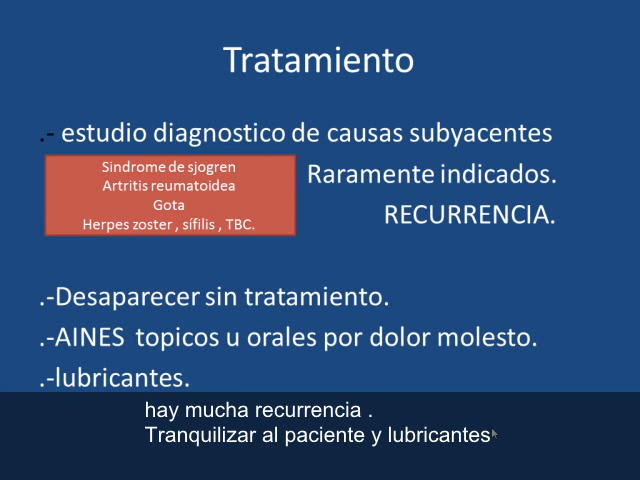 Tratamiento
.- estudio diagnostico de causas subyacentes
Sindrome de sjogren
Artritis reumatoidea
Gota
Herpes zoster , sífilis , TBC.
Raramente indicados.
RECURRENCIA.
.-Desaparecer sin tratamiento.
.-AINES topicos u orales por dolor molesto.
.-lubricantes.
hay mucha recurrencia .
Tranquilizar al paciente y lubricantes